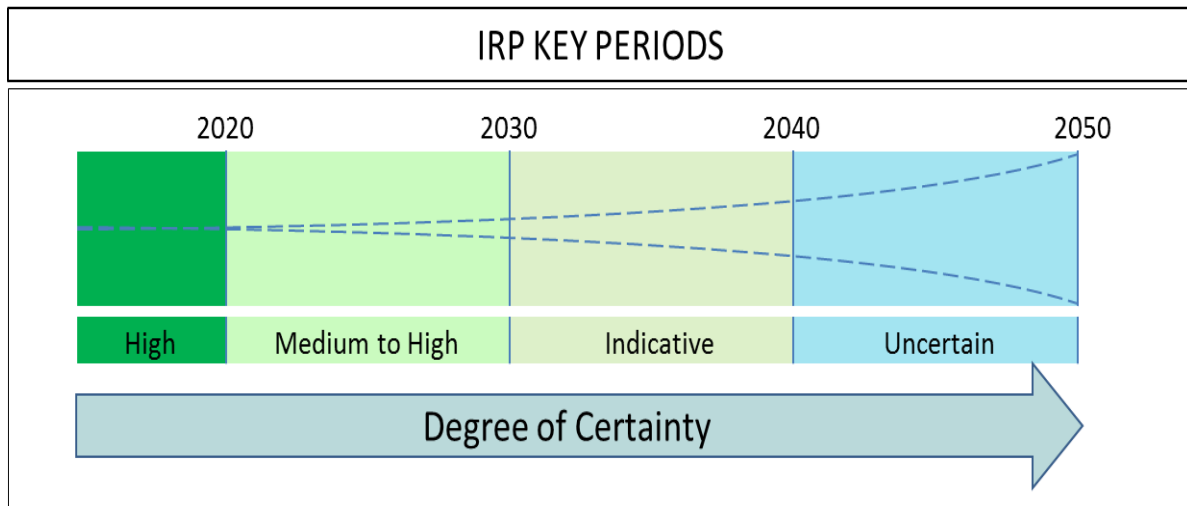 IRP KEY PERIODS
2020 2030 2040 2050
High Medium to High Indicative Uncertain
Degree of Certainty